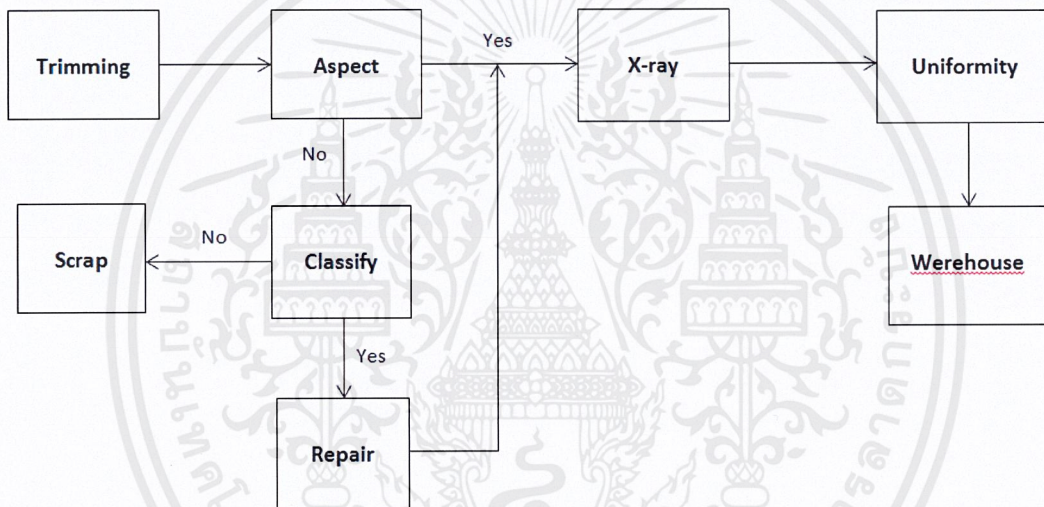 Trimming
Aspect
Yes
X-ray
Uniformity
No
Scrap
No
Classify
Werehouse
Yes
Repair